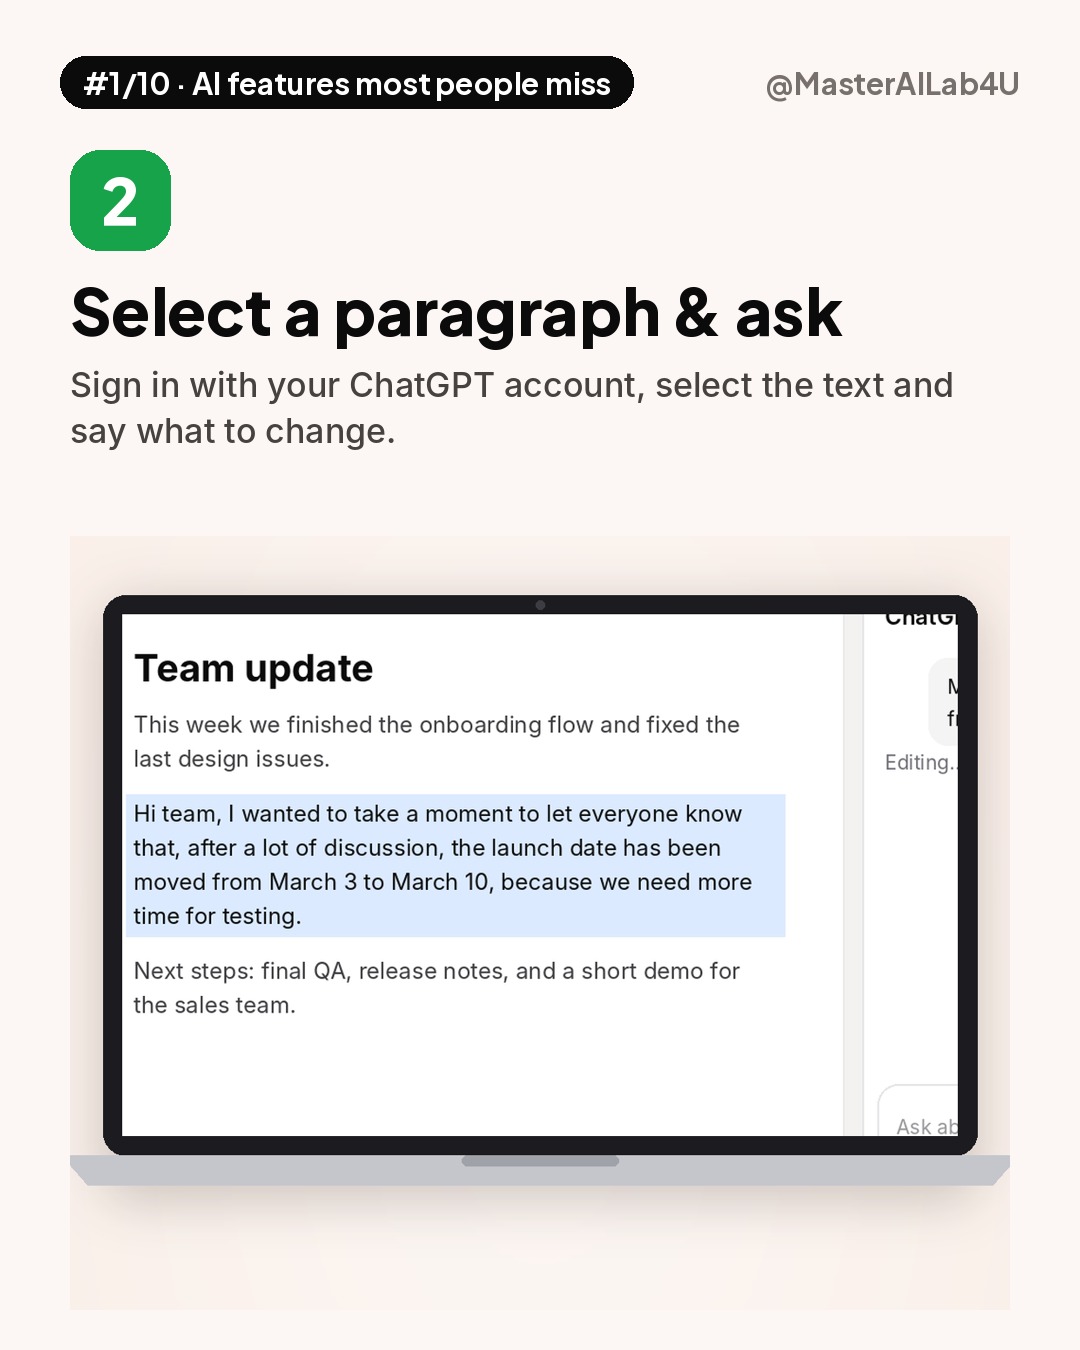 #1/10 · AI features most people miss
@MasterAILab4U
2
Select a paragraph & ask
Sign in with your ChatGPT account, select the text and
say what to change.
Team update
This week we finished the onboarding flow and fixed the
last design issues.
Hi team, I wanted to take a moment to let everyone know
that, after a lot of discussion, the launch date has been
moved from March 3 to March 10, because we need more
time for testing.
Next steps: final QA, release notes, and a short demo for
the sales team.
Editing..
Ask